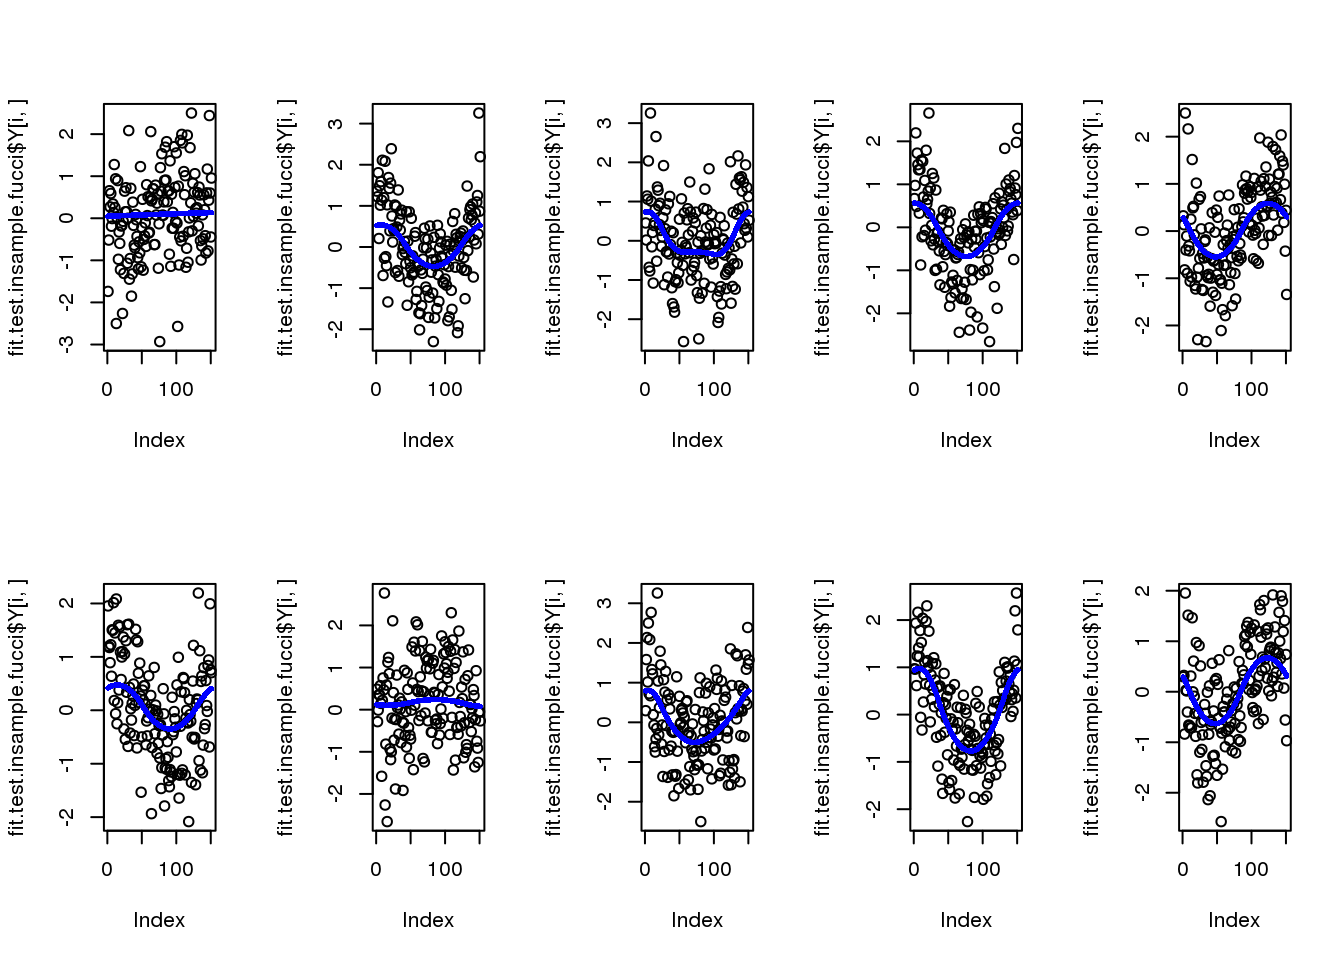 fit.test.insample.fucci$Y[i, ]
-3 -2 -1 0 1 2
0 100
Index
fit.test.insample.fucci$Y[i, ]
-2 -1 0 1 2 3
0 100
Index
fit.test.insample.fucci$Y[i, ]
-2 -1 0 1 2 3
0 100
Index
fit.test.insample.fucci$Y[i, ]
-2 -1 0 1 2
0 100
Index
fit.test.insample.fucci$Y[i, ]
-2 -1 0 1 2
0 100
Index
fit.test.insample.fucci$Y[i, ]
-2 -1 0 1 2
0 100
Index
fit.test.insample.fucci$Y[i, ]
-2 -1 0 1 2
0 100
Index
fit.test.insample.fucci$Y[i, ]
-2 -1 0 1 2 3
0 100
Index
fit.test.insample.fucci$Y[i, ]
-2 -1 0 1 2
0 100
Index
fit.test.insample.fucci$Y[i, ]
-2 -1 0 1 2
0 100
Index